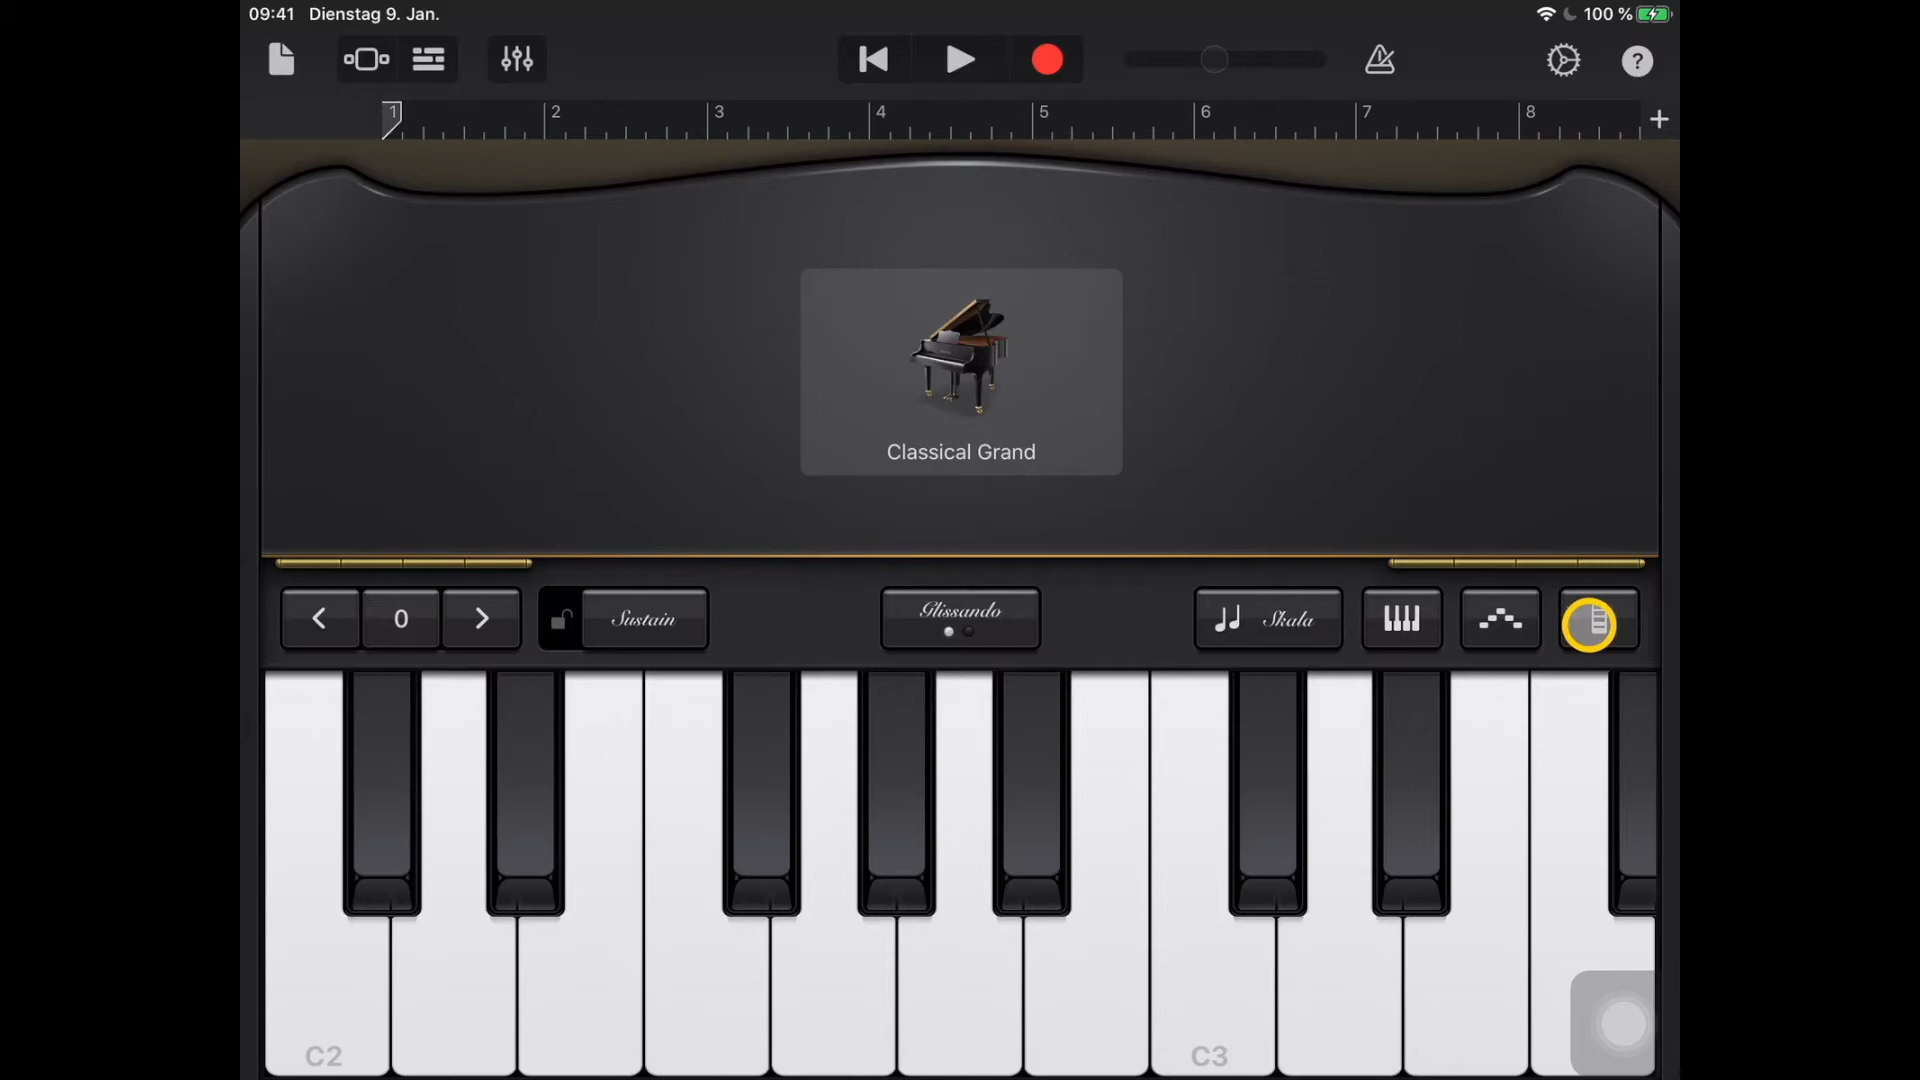 09:41 Dienstag 9. Jan.
100 %
1 2 3 4 5 6 7 8
Classical Grand
0
Sustain
Glissando
Skala
C2 C3